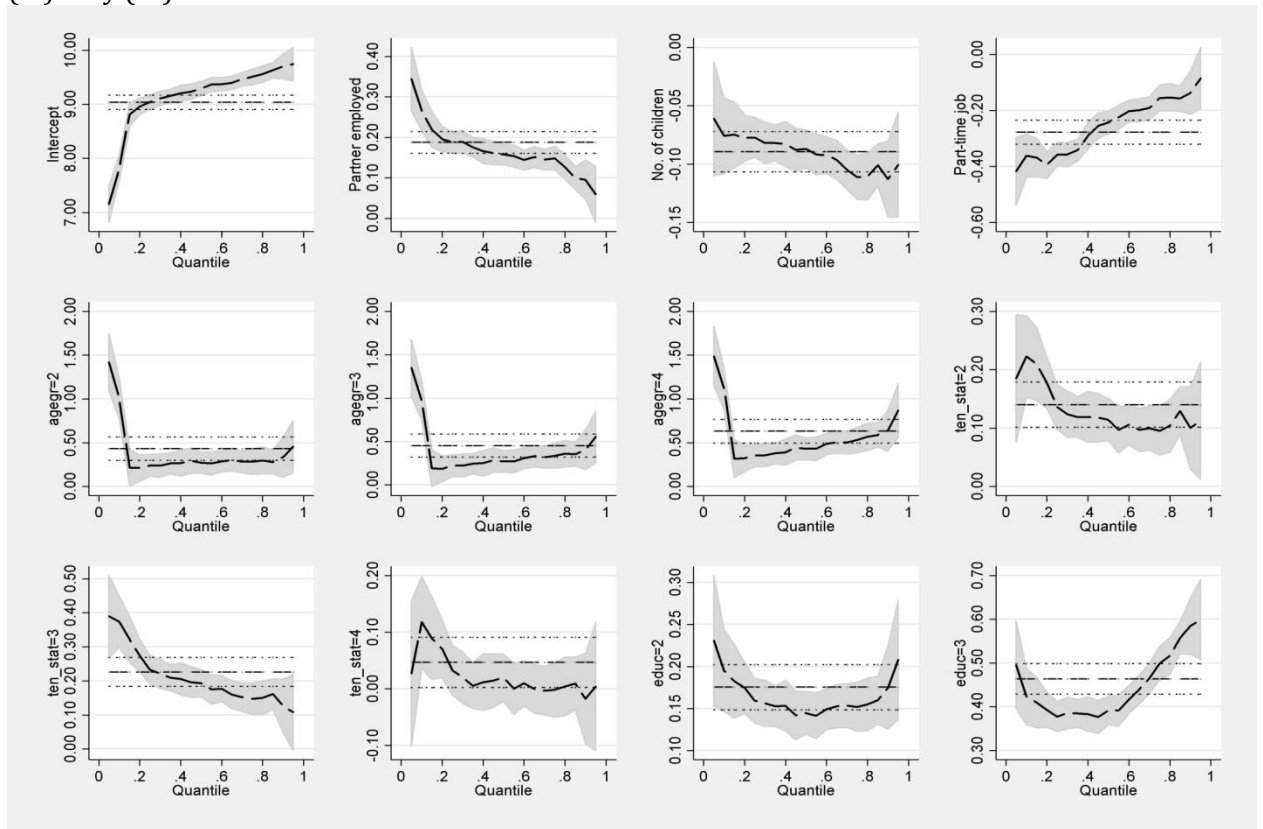 Intercept
10.00
9.00
8.00
7.00
0 .2 .4 .6 .8 1
Quantile
Partner employed
0.40
0.30
0.20
0.10
0.00
0 .2 .4 .6 .8 1
Quantile
No. of children
0.00
-0.05
-0.10
-0.15
0 .2 .4 .6 .8 1
Quantile
Part-time job
0.00
-0.20
-0.40
-0.60
0 .2 .4 .6 .8 1
Quantile
agegr=2
2.00
1.50
1.00
0.50
0.00
0 .2 .4 .6 .8 1
Quantile
agegr=3
2.00
1.50
1.00
0.50
0.00
0 .2 .4 .6 .8 1
Quantile
agegr=4
2.00
1.50
1.00
0.50
0.00
0 .2 .4 .6 .8 1
Quantile
ten_stat=2
0.30
0.20
0.10
0.00
0 .2 .4 .6 .8 1
Quantile
ten_stat=3
0.50
0.40
0.30
0.20
0.10
0.00
0 .2 .4 .6 .8 1
Quantile
ten_stat=4
0.20
0.10
0.00
-0.10
0 .2 .4 .6 .8 1
Quantile
educ=2
0.30
0.25
0.20
0.15
0.10
0 .2 .4 .6 .8 1
Quantile
educ=3
0.70
0.60
0.50
0.40
0.30
0 .2 .4 .6 .8 1
Quantile